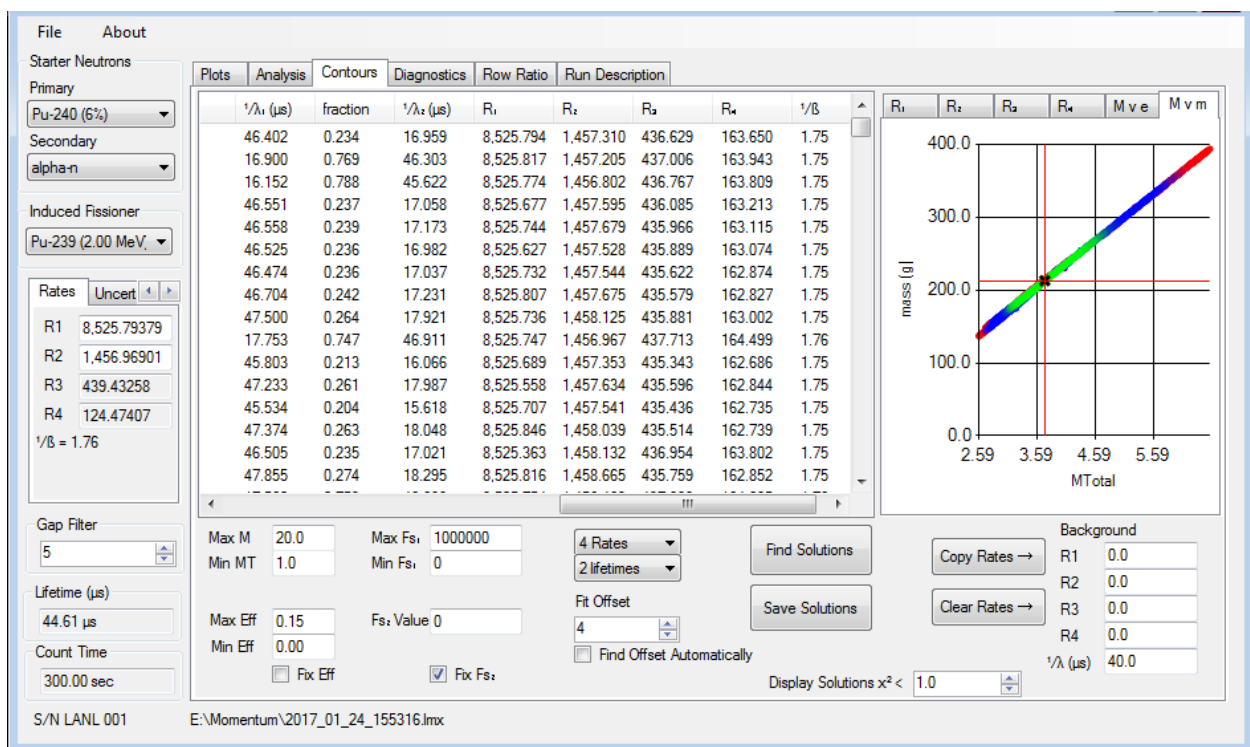 File About
Starter Neutrons
Primary
Pu-240 (6%)
Secondary
alpha-n
Induced Fissioner
Pu-239 (2.00 MeV,
Rates Uncert
R1 8,525.79379
R2 1,456.96901
R3 439.43258
R4 124.47407
¹/ß = 1.76
Gap Filter
5
Lifetime (µs)
44.61 µs
Count Time
300.00 sec
Plots Analysis Contours Diagnostics Row Ratio Run Description
¹/λ₁ (µs) fraction ¹/λ₂ (µs) R₁ R₂ R₃ R₄ ¹/ß
46.402 0.234 16.959 8,525.794 1,457.310 436.629 163.650 1.75
16.900 0.769 46.303 8,525.817 1,457.205 437.006 163.943 1.75
16.152 0.788 45.622 8,525.774 1,456.802 436.767 163.809 1.75
46.551 0.237 17.058 8,525.677 1,457.595 436.085 163.213 1.75
46.558 0.239 17.173 8,525.744 1,457.679 435.966 163.115 1.75
46.525 0.236 16.982 8,525.627 1,457.528 435.889 163.074 1.75
46.474 0.236 17.037 8,525.732 1,457.544 435.622 162.874 1.75
46.704 0.242 17.231 8,525.807 1,457.675 435.579 162.827 1.75
47.500 0.264 17.921 8,525.736 1,458.125 435.881 163.002 1.75
17.753 0.747 46.911 8,525.747 1,456.967 437.713 164.499 1.76
45.803 0.213 16.066 8,525.689 1,457.353 435.343 162.686 1.75
47.233 0.261 17.987 8,525.558 1,457.634 435.596 162.844 1.75
45.534 0.204 15.618 8,525.707 1,457.541 435.436 162.735 1.75
47.374 0.263 18.048 8,525.846 1,458.039 435.514 162.739 1.75
46.505 0.235 17.021 8,525.363 1,458.132 436.954 163.802 1.75
47.855 0.274 18.295 8,525.816 1,458.665 435.759 162.852 1.75
R₁ R₂ R₃ R₄ M v e M v m
400.0
300.0
200.0
100.0
0.0
mass [g]
2.59 3.59 4.59 5.59
MTotal
Max M 20.0 Max Fs₁ 1000000
Min MT 1.0 Min Fs₁ 0
Max Eff 0.15 Fs₂ Value 0
Min Eff 0.00
Fix Eff Fix Fs₂
4 Rates
2 lifetimes
Fit Offset
4
Find Offset Automatically
Find Solutions
Save Solutions
Display Solutions x² < 1.0
Copy Rates →
Clear Rates →
Background
R1 0.0
R2 0.0
R3 0.0
R4 0.0
¹/λ (µs) 40.0
S/N LANL 001 E:\Momentum\2017_01_24_155316.lmx